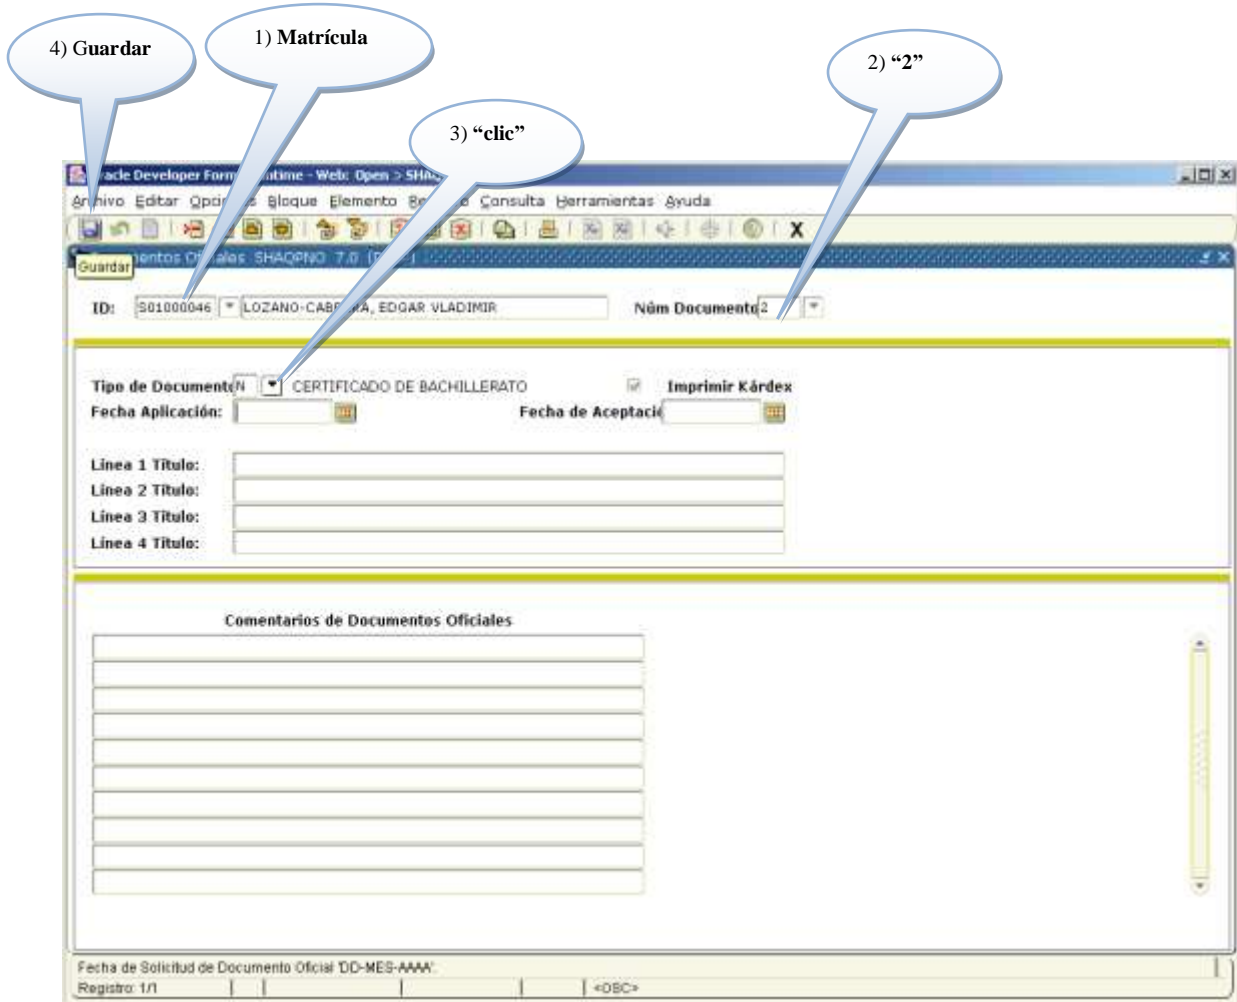 4) Guardar
1) Matrícula
2) “2”
3) “clic”
Oracle Developer Forms Runtime - Web: Open > SHAQ
Archivo Editar Opciones Bloque Elemento Consulta Herramientas Ayuda
Guardar
SHAQPNO 7.0
ID: S01000046 LOZANO-CABRERA, EDGAR VLADIMIR Núm Documento 2
Tipo de Documento N CERTIFICADO DE BACHILLERATO Imprimir Kárdex
Fecha Aplicación: Fecha de Aceptació
Línea 1 Título:
Línea 2 Título:
Línea 3 Título:
Línea 4 Título:
Comentarios de Documentos Oficiales
Fecha de Solicitud de Documento Oficial 'DD-MES-AAAA'.
Registro: 1/1 <OSC>